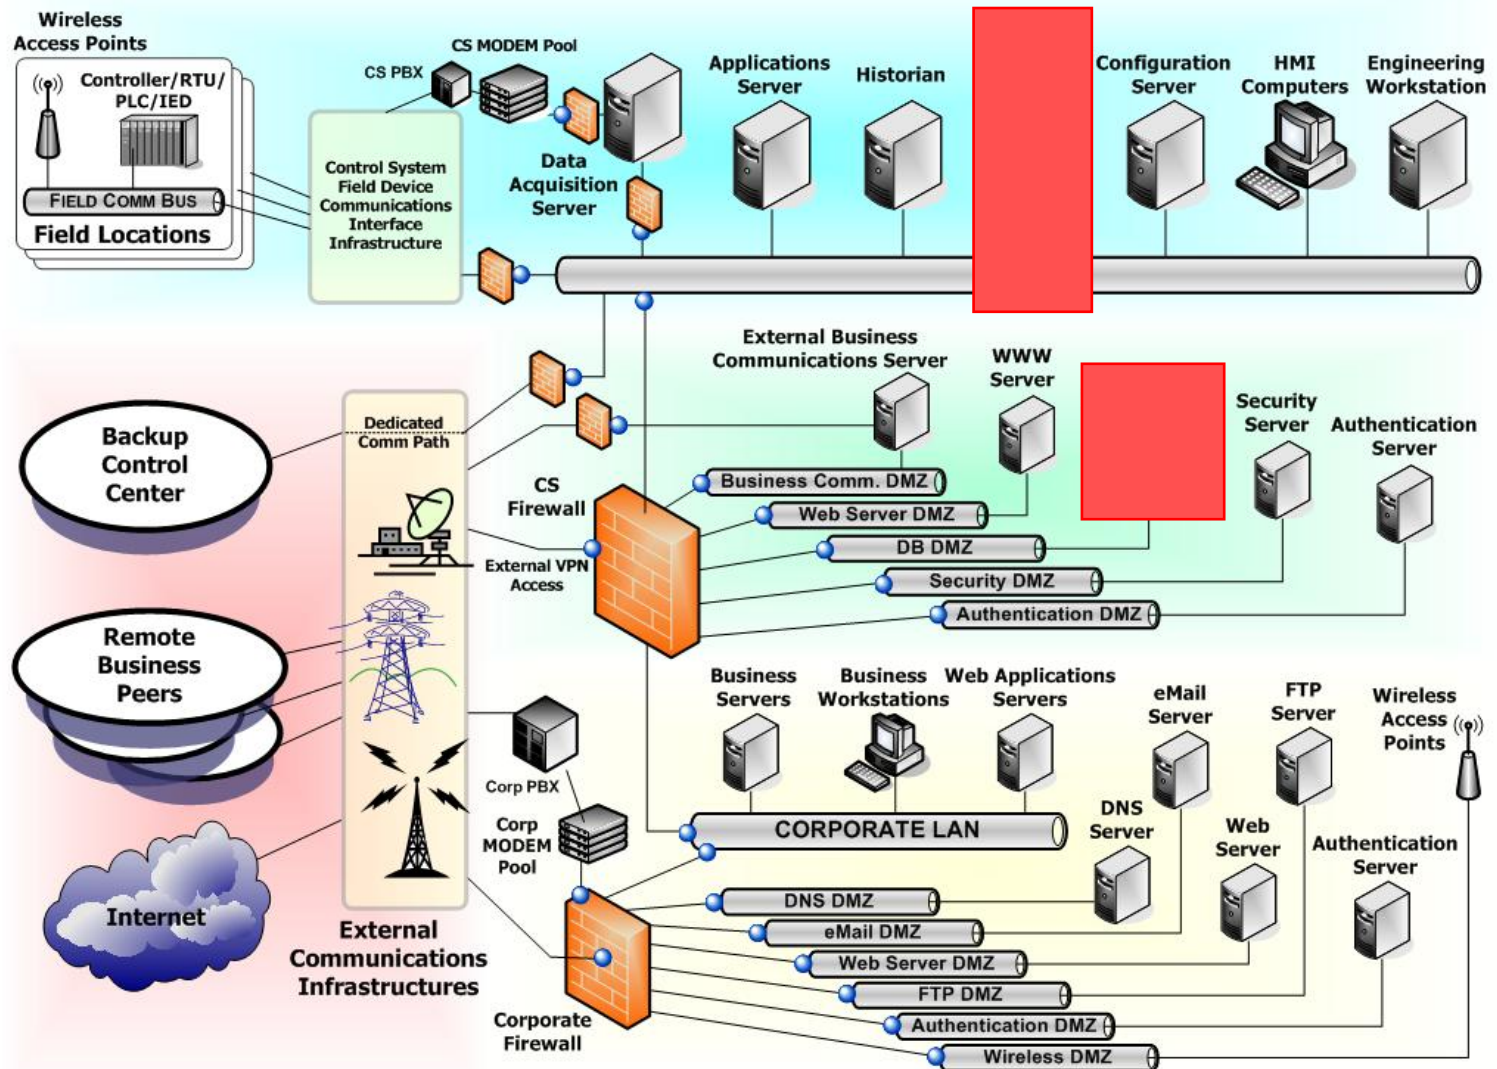 Wireless
Access Points
Controller/RTU/
PLC/IED
FIELD COMM BUS
Field Locations
CS PBX
CS MODEM Pool
Control System
Field Device
Communications
Interface
Infrastructure
Data
Acquisition
Server
Applications
Server
Historian
Configuration
Server
HMI
Computers
Engineering
Workstation
External Business
Communications Server
WWW
Server
Security
Server
Authentication
Server
Dedicated
Comm Path
Backup
Control
Center
CS
Firewall
External VPN
Access
Business Comm. DMZ
Web Server DMZ
DB DMZ
Security DMZ
Authentication DMZ
Remote
Business
Peers
Business
Servers
Business
Workstations
Web Applications
Servers
eMail
Server
FTP
Server
Wireless
Access
Points
Corp PBX
Corp
MODEM
Pool
CORPORATE LAN
DNS
Server
Web
Server
Authentication
Server
Internet
External
Communications
Infrastructures
Corporate
Firewall
DNS DMZ
eMail DMZ
Web Server DMZ
FTP DMZ
Authentication DMZ
Wireless DMZ